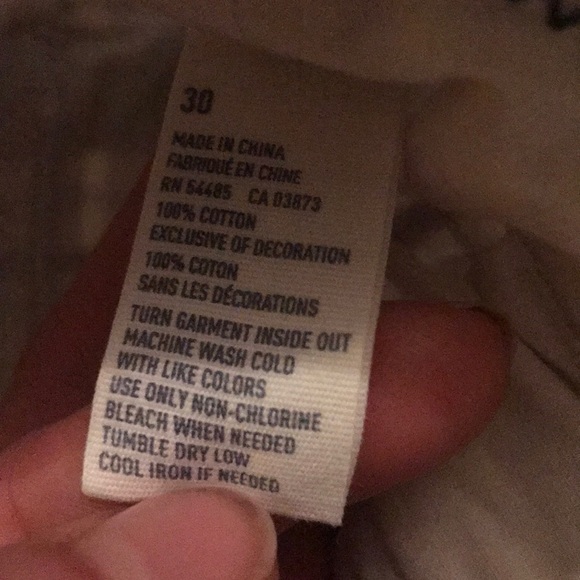 30
MADE IN CHINA
FABRIQUÉ EN CHINE
RN 54485 CA 03873
100% COTTON
EXCLUSIVE OF DECORATION
100% COTON
SANS LES DÉCORATIONS
TURN GARMENT INSIDE OUT
MACHINE WASH COLD
WITH LIKE COLORS
USE ONLY NON-CHLORINE
BLEACH WHEN NEEDED
TUMBLE DRY LOW
COOL IRON IF NEEDED